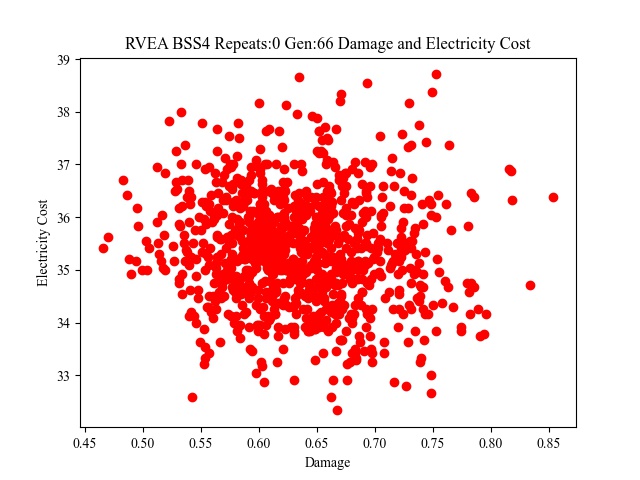 RVEA BSS4 Repeats:0 Gen:66 Damage and Electricity Cost
39
38
37
36
35
34
33
Electricity Cost
0.45 0.50 0.55 0.60 0.65 0.70 0.75 0.80 0.85
Damage